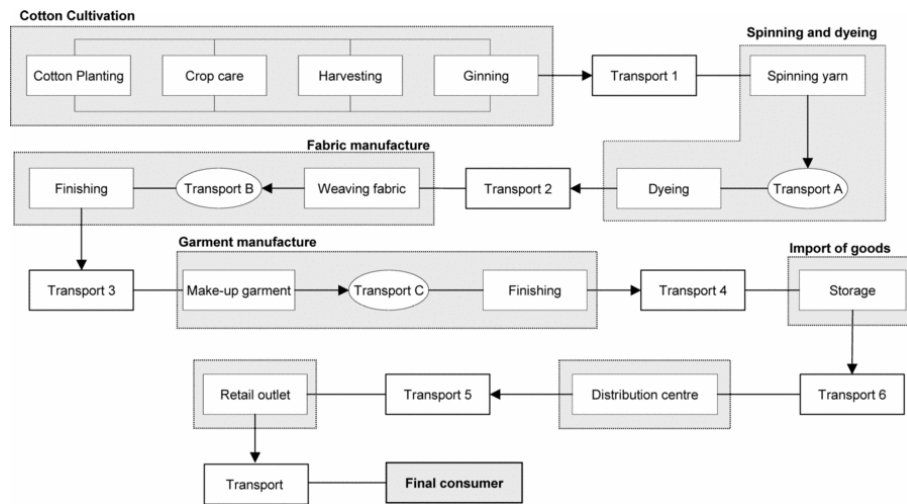 Cotton Cultivation
Spinning and dyeing
Cotton Planting
Crop care
Harvesting
Ginning
Transport 1
Spinning yarn
Fabric manufacture
Finishing
Transport B
Weaving fabric
Transport 2
Dyeing
Transport A
Garment manufacture
Import of goods
Transport 3
Make-up garment
Transport C
Finishing
Transport 4
Storage
Retail outlet
Transport 5
Distribution centre
Transport 6
Transport
Final consumer